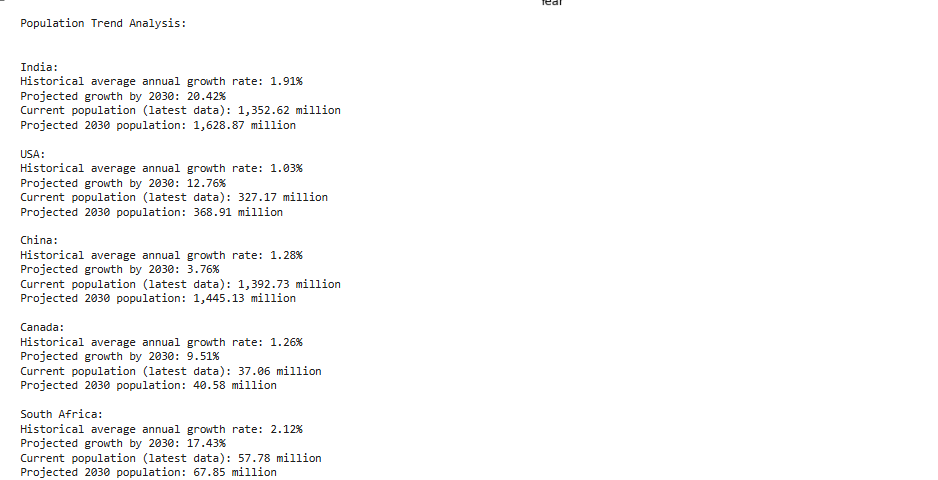 Year
Population Trend Analysis:
India:
Historical average annual growth rate: 1.91%
Projected growth by 2030: 20.42%
Current population (latest data): 1,352.62 million
Projected 2030 population: 1,628.87 million
USA:
Historical average annual growth rate: 1.03%
Projected growth by 2030: 12.76%
Current population (latest data): 327.17 million
Projected 2030 population: 368.91 million
China:
Historical average annual growth rate: 1.28%
Projected growth by 2030: 3.76%
Current population (latest data): 1,392.73 million
Projected 2030 population: 1,445.13 million
Canada:
Historical average annual growth rate: 1.26%
Projected growth by 2030: 9.51%
Current population (latest data): 37.06 million
Projected 2030 population: 40.58 million
South Africa:
Historical average annual growth rate: 2.12%
Projected growth by 2030: 17.43%
Current population (latest data): 57.78 million
Projected 2030 population: 67.85 million